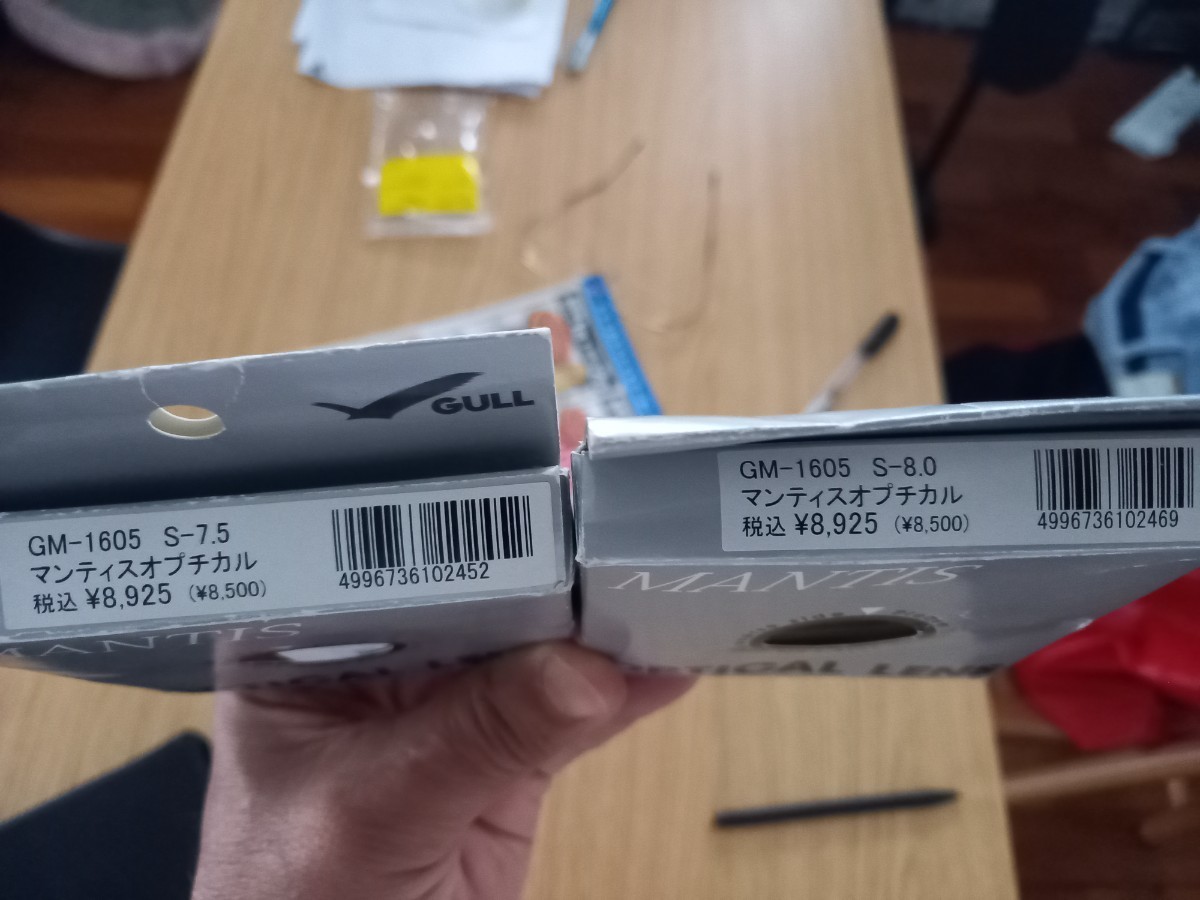 GULL
GM-1605 S-7.5
マンティスオプチカル
税込 ¥8,925 (¥8,500)
4996736102452
MANTIS
GM-1605 S-8.0
マンティスオプチカル
税込 ¥8,925 (¥8,500)
4996736102469
MANTIS
OPTICAL LENS